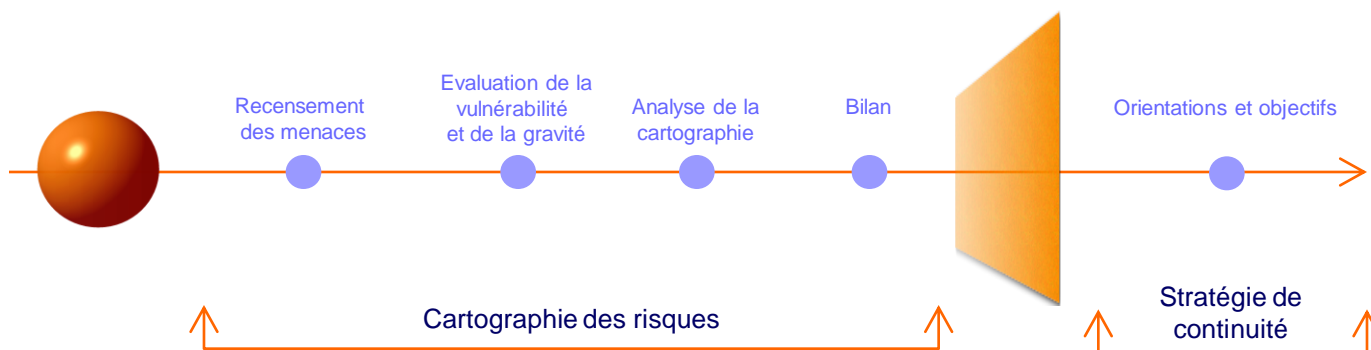 Recensement
des menaces
Evaluation de la
vulnérabilité
et de la gravité
Analyse de la
cartographie
Bilan
Orientations et objectifs
Cartographie des risques
Stratégie de
continuité